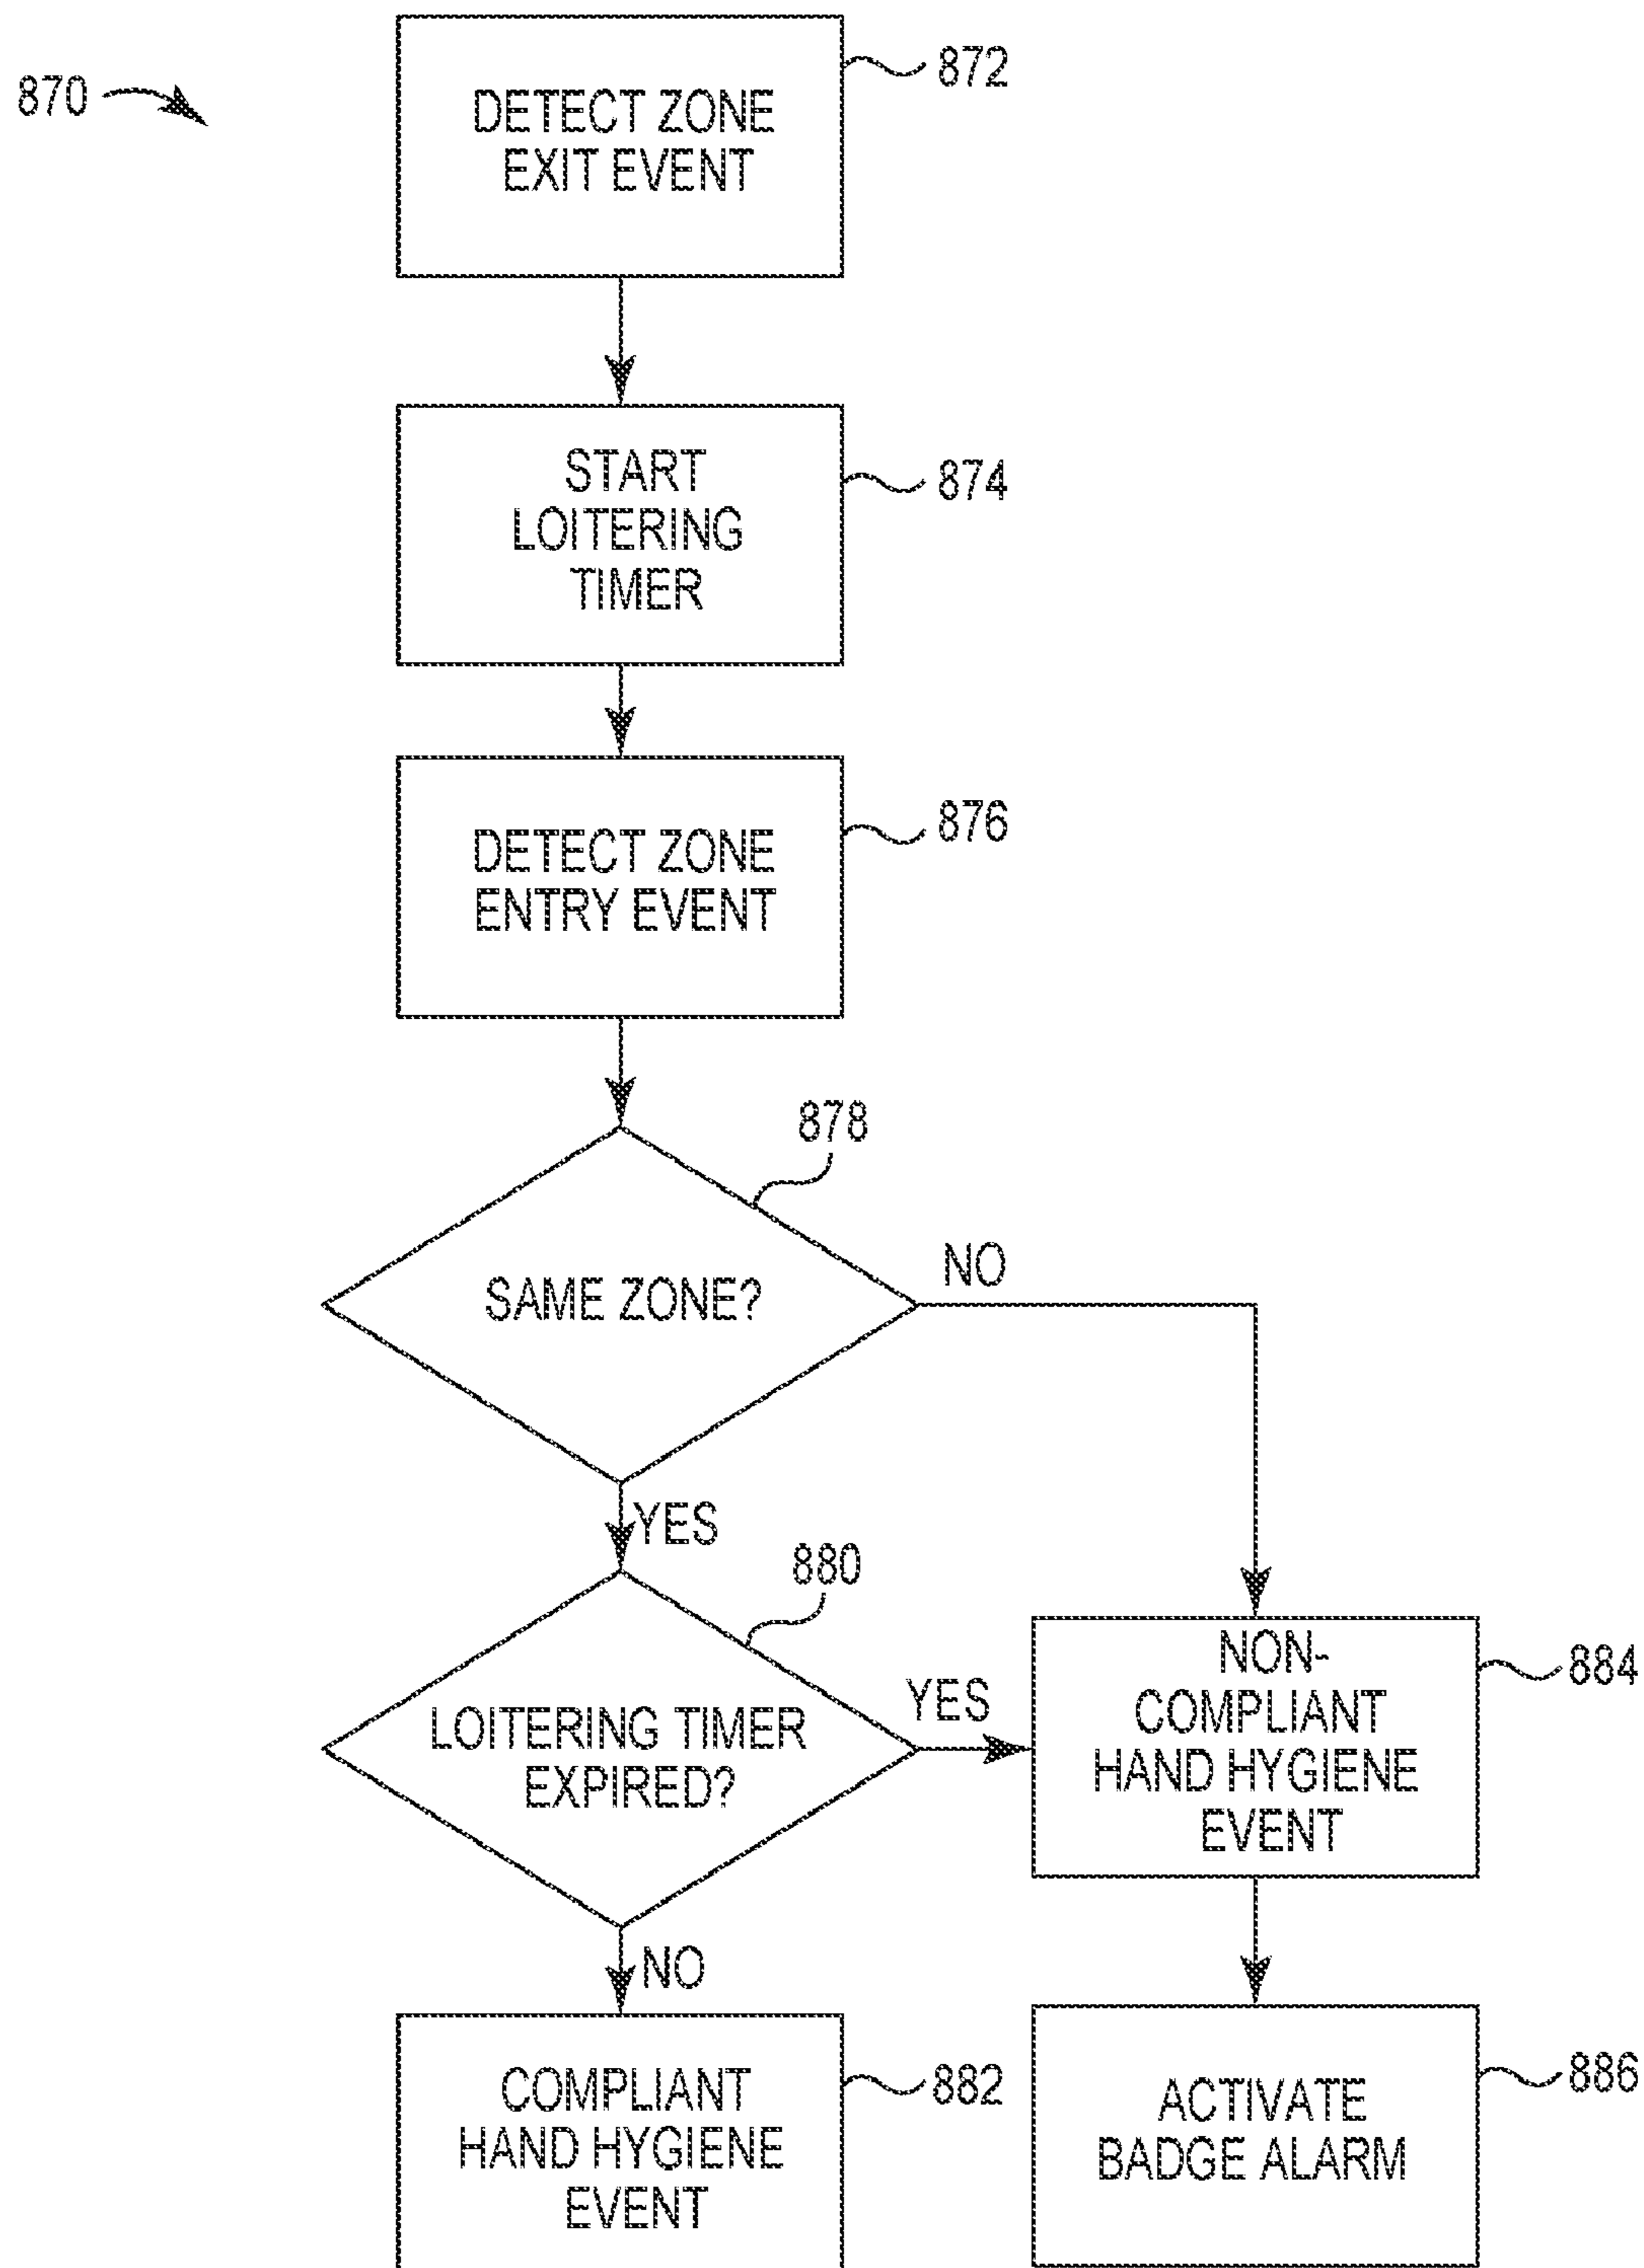 870
DETECT ZONE
EXIT EVENT
872
START
LOITERING
TIMER
874
DETECT ZONE
ENTRY EVENT
876
878
SAME ZONE?
NO
YES
880
LOITERING TIMER
EXPIRED?
YES
NON-
COMPLIANT
HAND HYGIENE
EVENT
884
NO
COMPLIANT
HAND HYGIENE
EVENT
882
ACTIVATE
BADGE ALARM
886